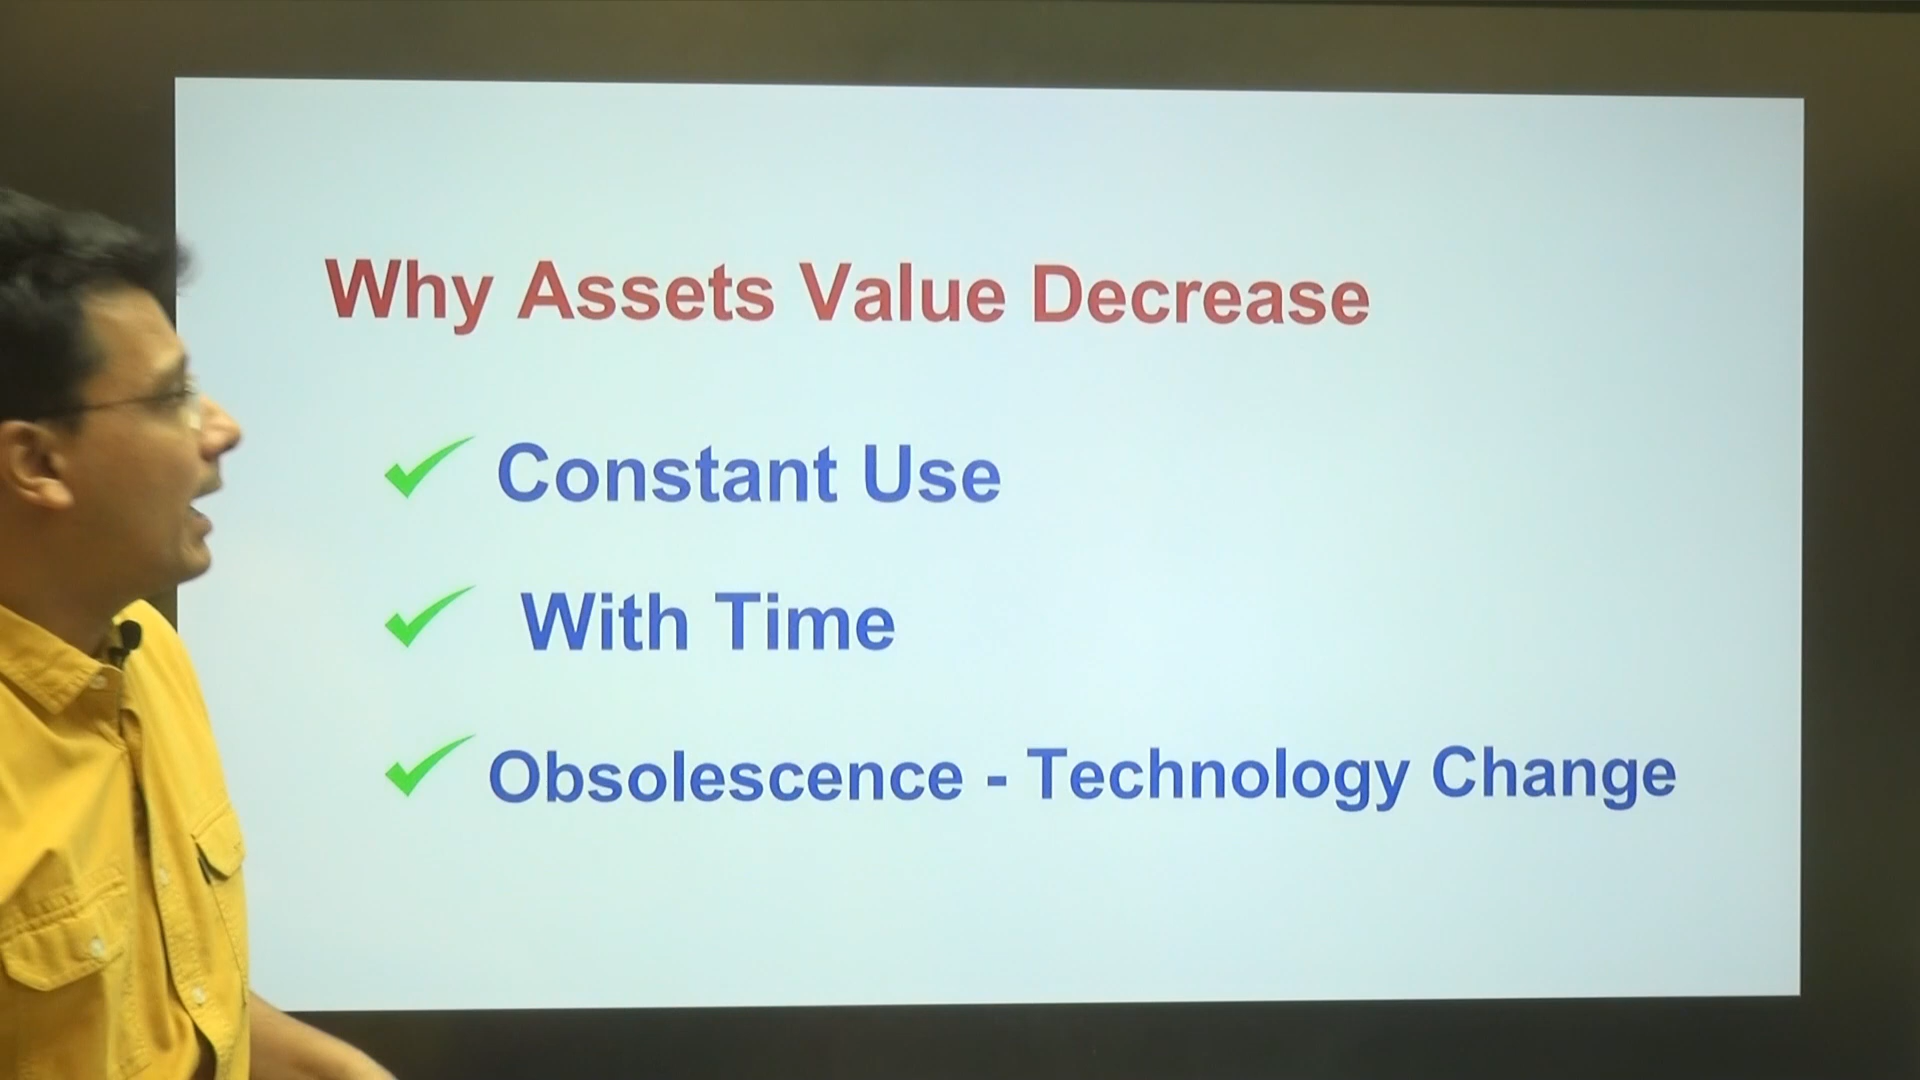 Why Assets Value Decrease
Constant Use
With Time
Obsolescence - Technology Change